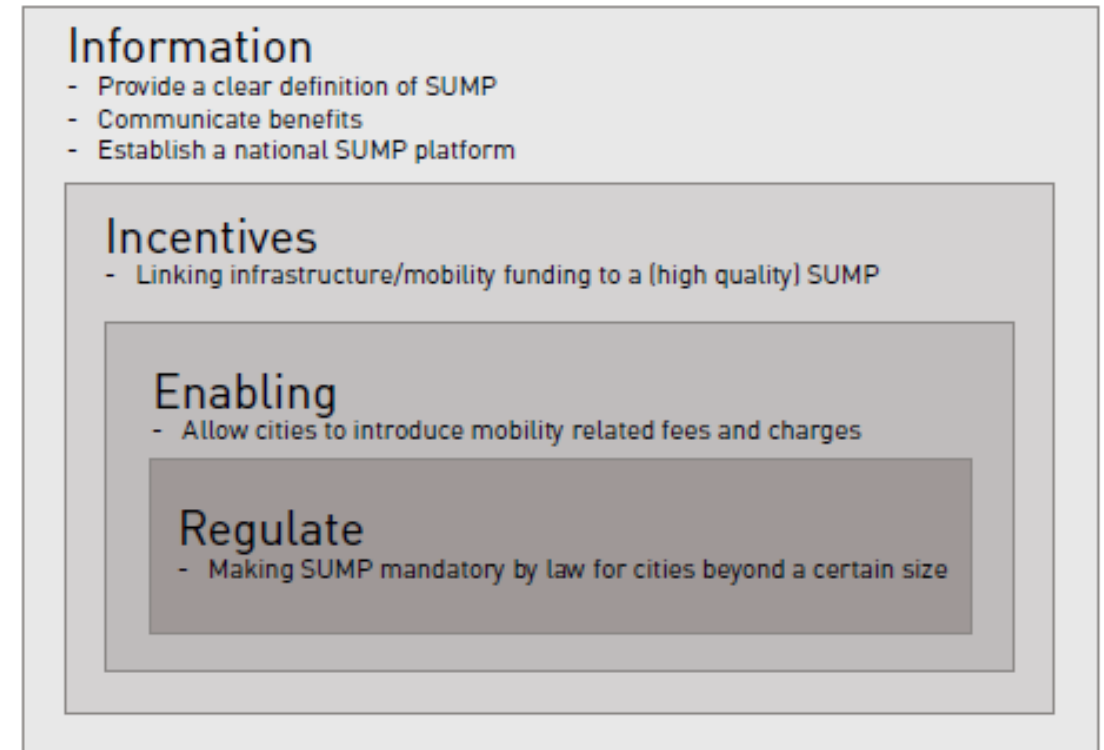 Information
- Provide a clear definition of SUMP
- Communicate benefits
- Establish a national SUMP platform
Incentives
- Linking infrastructure/mobility funding to a (high quality) SUMP
Enabling
- Allow cities to introduce mobility related fees and charges
Regulate
- Making SUMP mandatory by law for cities beyond a certain size